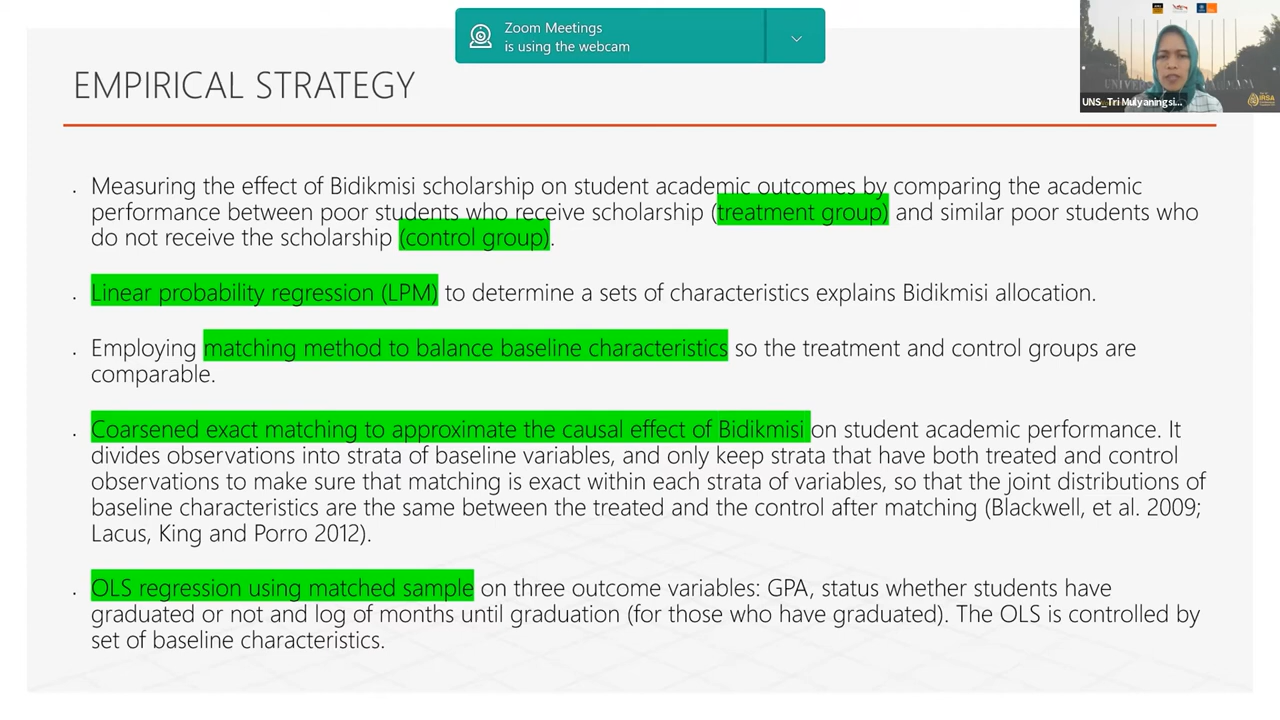 Zoom Meetings
is using the webcam
EMPIRICAL STRATEGY
UNS_Tri Mulyaningsi...
IRSA
Measuring the effect of Bidikmisi scholarship on student academic outcomes by comparing the academic
performance between poor students who receive scholarship (treatment group) and similar poor students who
do not receive the scholarship (control group).
Linear probability regression (LPM) to determine a sets of characteristics explains Bidikmisi allocation.
Employing matching method to balance baseline characteristics so the treatment and control groups are
comparable.
Coarsened exact matching to approximate the causal effect of Bidikmisi on student academic performance. It
divides observations into strata of baseline variables, and only keep strata that have both treated and control
observations to make sure that matching is exact within each strata of variables, so that the joint distributions of
baseline characteristics are the same between the treated and the control after matching (Blackwell, et al. 2009;
Lacus, King and Porro 2012).
OLS regression using matched sample on three outcome variables: GPA, status whether students have
graduated or not and log of months until graduation (for those who have graduated). The OLS is controlled by
set of baseline characteristics.